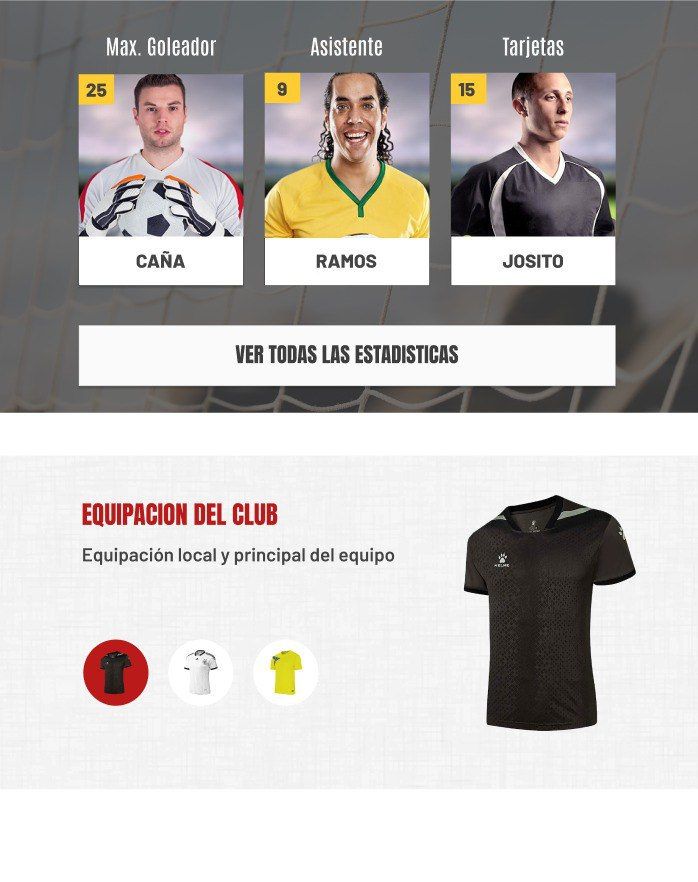 Max. Goleador
Asistente
Tarjetas
25
9
15
CAÑA
RAMOS
JOSITO
VER TODAS LAS ESTADISTICAS
EQUIPACION DEL CLUB
Equipación local y principal del equipo
KELME